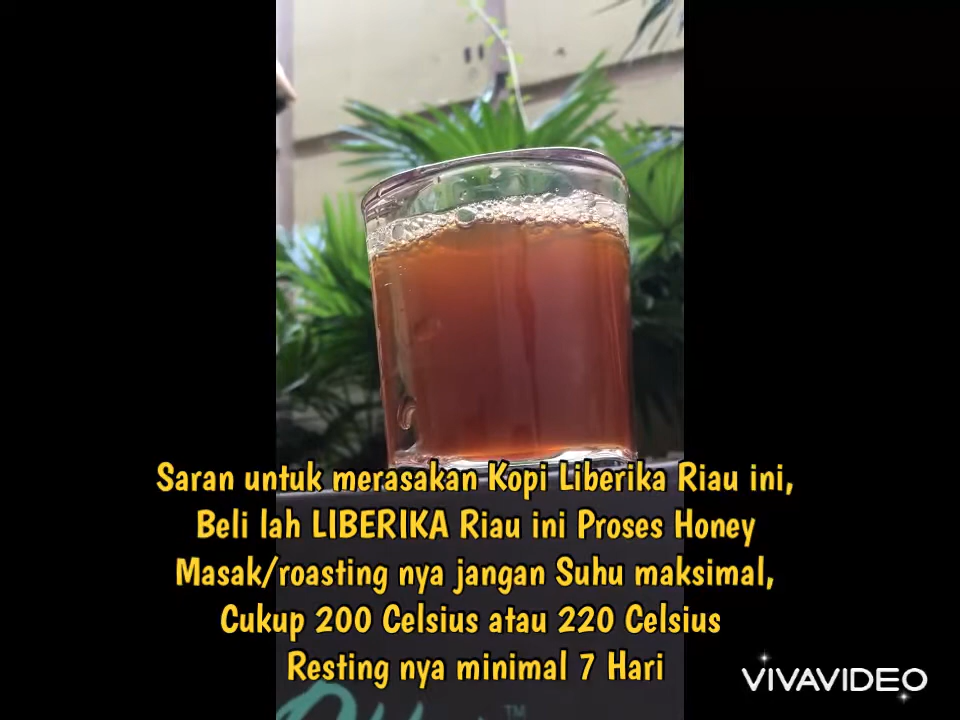 Saran untuk merasakan Kopi Liberika Riau ini,
Beli lah LIBERIKA Riau ini Proses Honey
Masak/roasting nya jangan Suhu maksimal,
Cukup 200 Celsius atau 220 Celsius
Resting nya minimal 7 Hari
TM
VIVAVIDEO